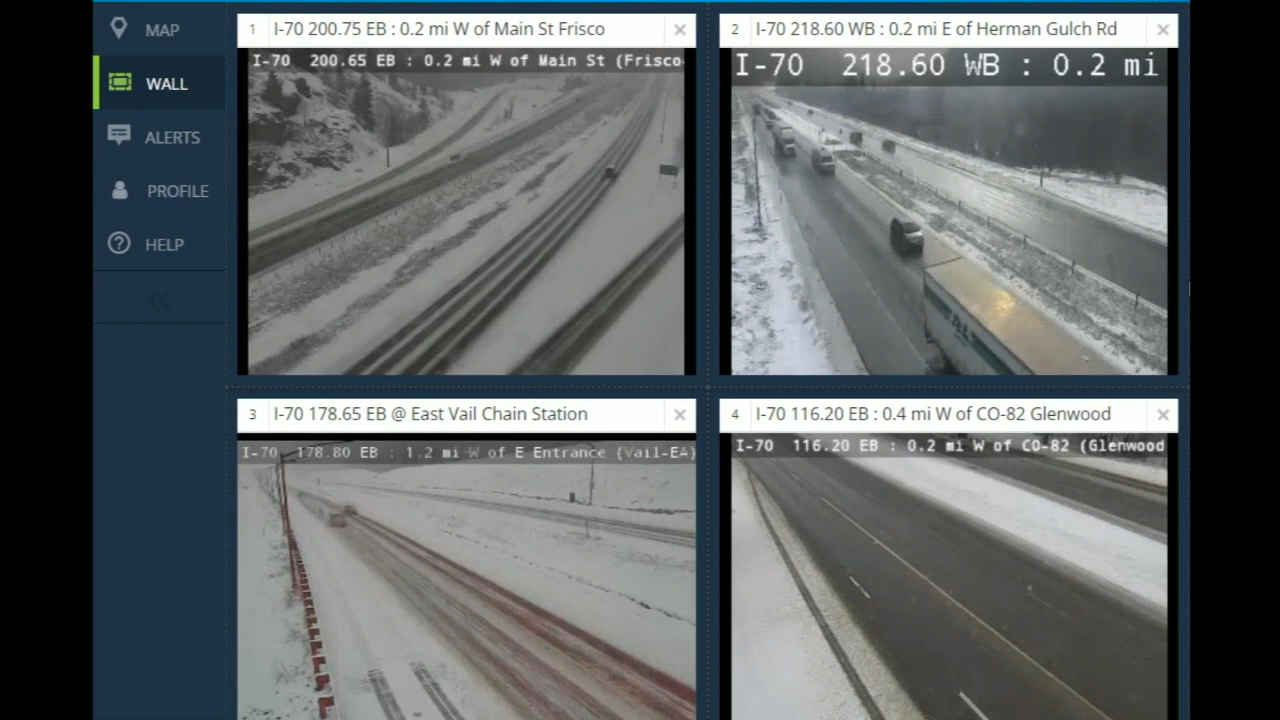 MAP
WALL
ALERTS
PROFILE
HELP
1 I-70 200.75 EB : 0.2 mi W of Main St Frisco
I-70 200.65 EB : 0.2 mi W of Main St (Frisco-
2 I-70 218.60 WB : 0.2 mi E of Herman Gulch Rd
I-70 218.60 WB : 0.2 mi
3 I-70 178.65 EB @ East Vail Chain Station
I-70 178.80 EB : 1.2 mi W of E Entrance (Vail-EA)
4 I-70 116.20 EB : 0.4 mi W of CO-82 Glenwood
I-70 116.20 EB : 0.2 mi W of CO-82 (Glenwood